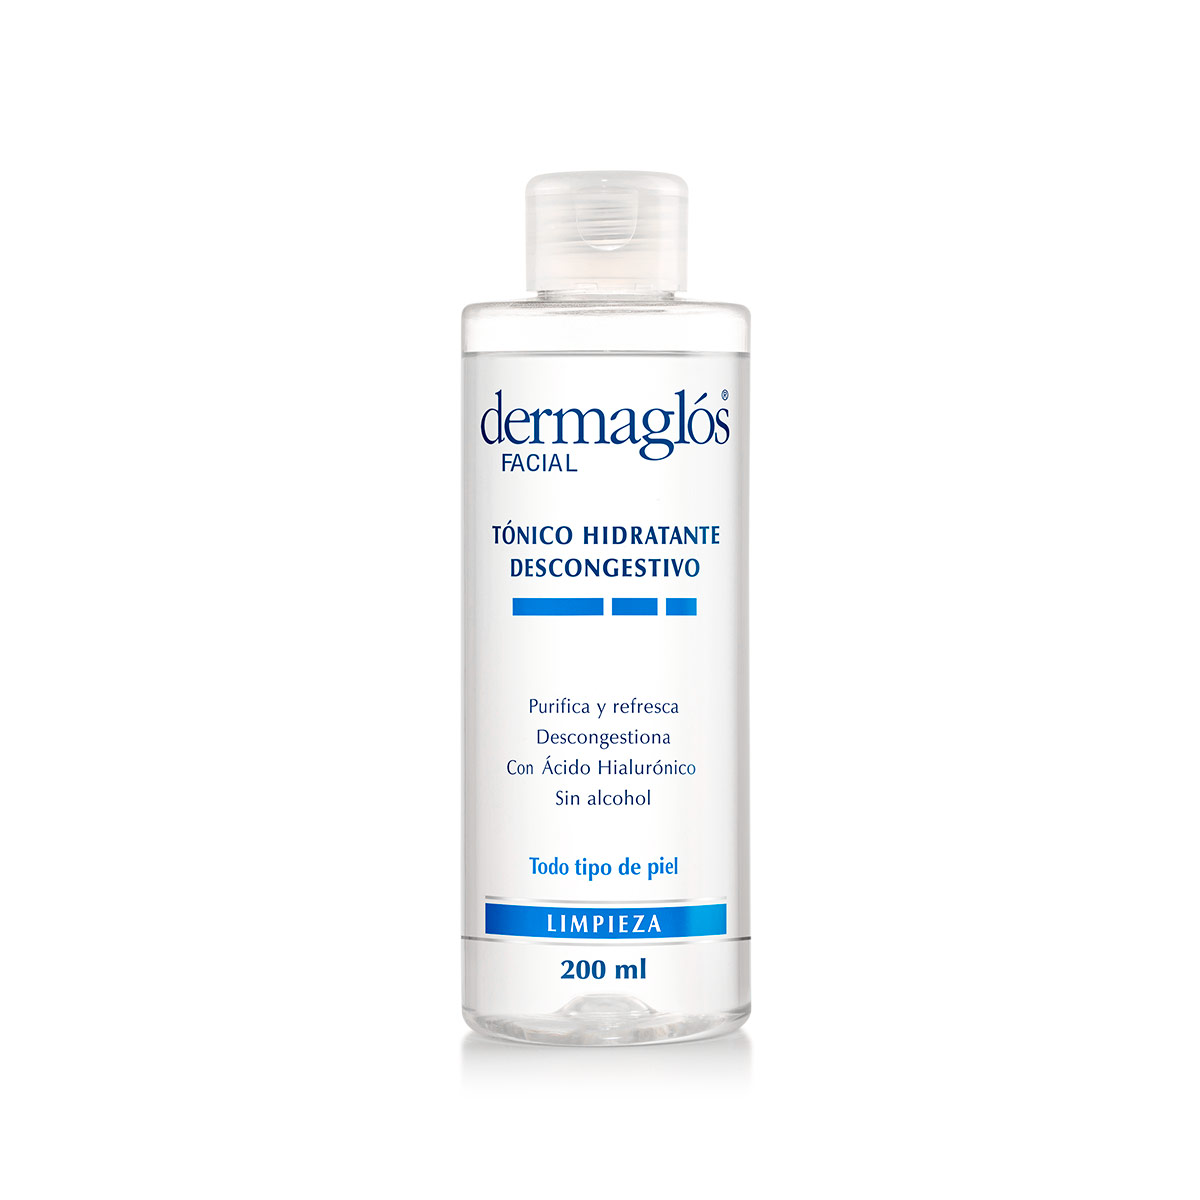 dermaglós®
FACIAL
TÓNICO HIDRATANTE
DESCONGESTIVO
Purifica y refresca
Descongestiona
Con Ácido Hialurónico
Sin alcohol
Todo tipo de piel
LIMPIEZA
200 ml